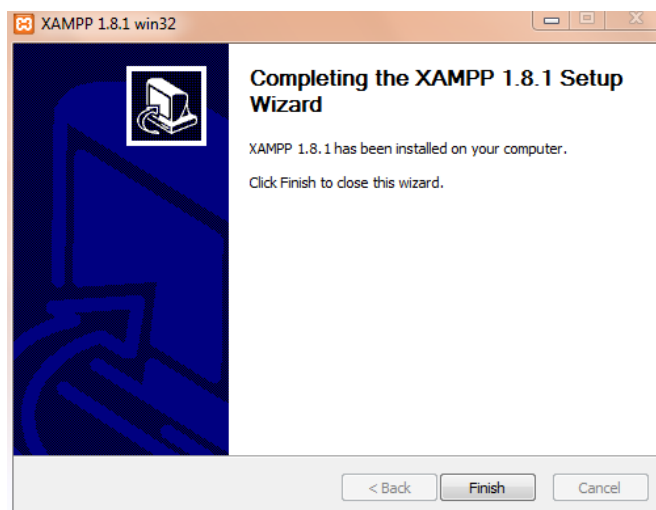 XAMPP 1.8.1 win32
Completing the XAMPP 1.8.1 Setup
Wizard
XAMPP 1.8.1 has been installed on your computer.
Click Finish to close this wizard.
< Back
Finish
Cancel